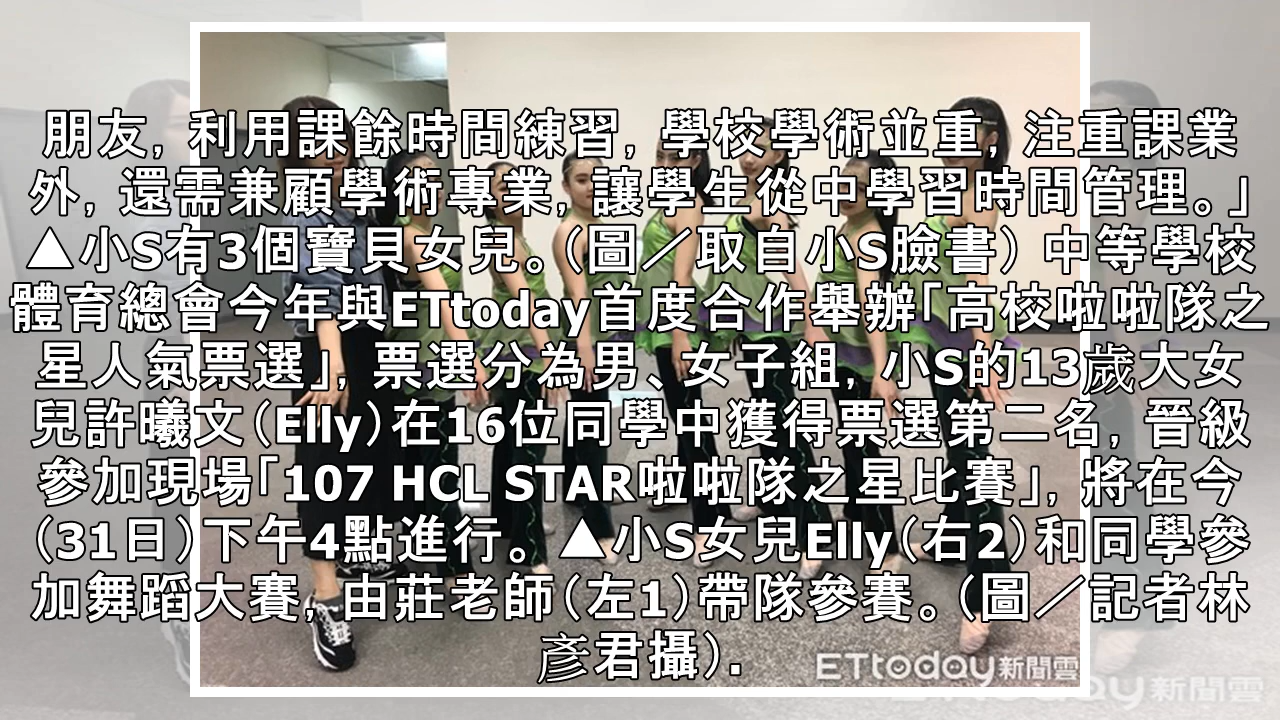 朋友, 利用課餘時間練習, 學校學術並重, 注重課業
外, 還需兼顧學術專業, 讓學生從中學習時間管理。」
▲小S有3個寶貝女兒。(圖／取自小S臉書) 中等學校
體育總會今年與ETtoday首度合作舉辦「高校啦啦隊之
星人氣票選」, 票選分為男、女子組, 小S的13歲大女
兒許曦文(Elly)在16位同學中獲得票選第二名, 晉級
參加現場「107 HCL STAR啦啦隊之星比賽」, 將在今
(31日)下午4點進行。 ▲小S女兒Elly(右2)和同學參
加舞蹈大賽, 由莊老師(左1)帶隊參賽。(圖／記者林
彥君攝).
ETtoday新聞雲
ETtoday新聞雲